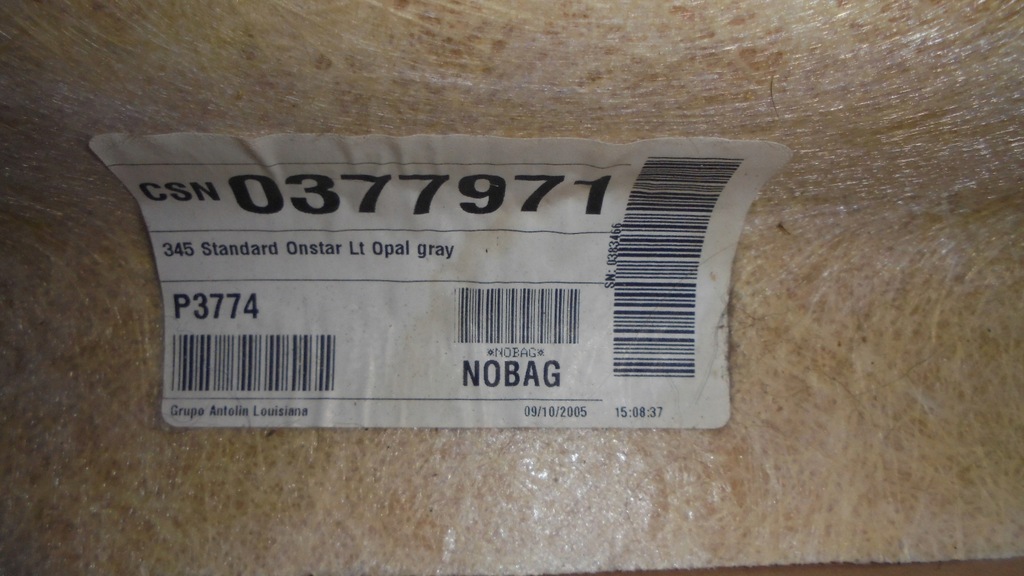 CSN 0377971
345 Standard Onstar Lt Opal gray
P3774
*NOBAG*
NOBAG
Grupo Antolin Louisiana 09/10/2005 15:08:37
SN: 0383466